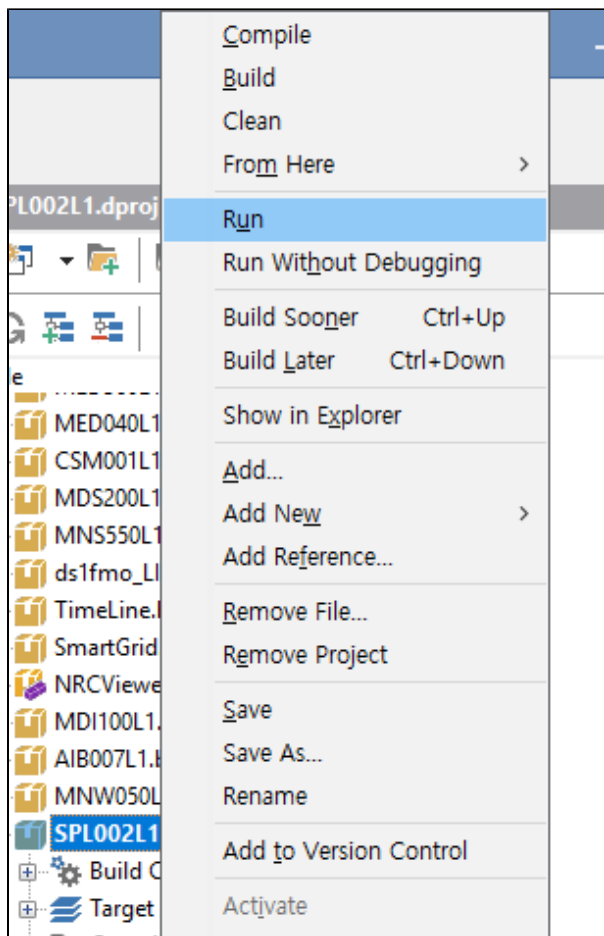 Compile
Build
Clean
From Here
PL002L1.dproj
Run
Run Without Debugging
Build Sooner Ctrl+Up
Build Later Ctrl+Down
le
Show in Explorer
MED040L1
CSM001L1
Add...
MDS200L1
Add New
MNS550L1
Add Reference...
ds1fmo_LI
TimeLine.
Remove File...
SmartGrid
Remove Project
NRCViewe
Save
MDI100L1.
Save As...
AIB007L1.
Rename
MNW050L
SPL002L1
Add to Version Control
Build C
Target
Activate